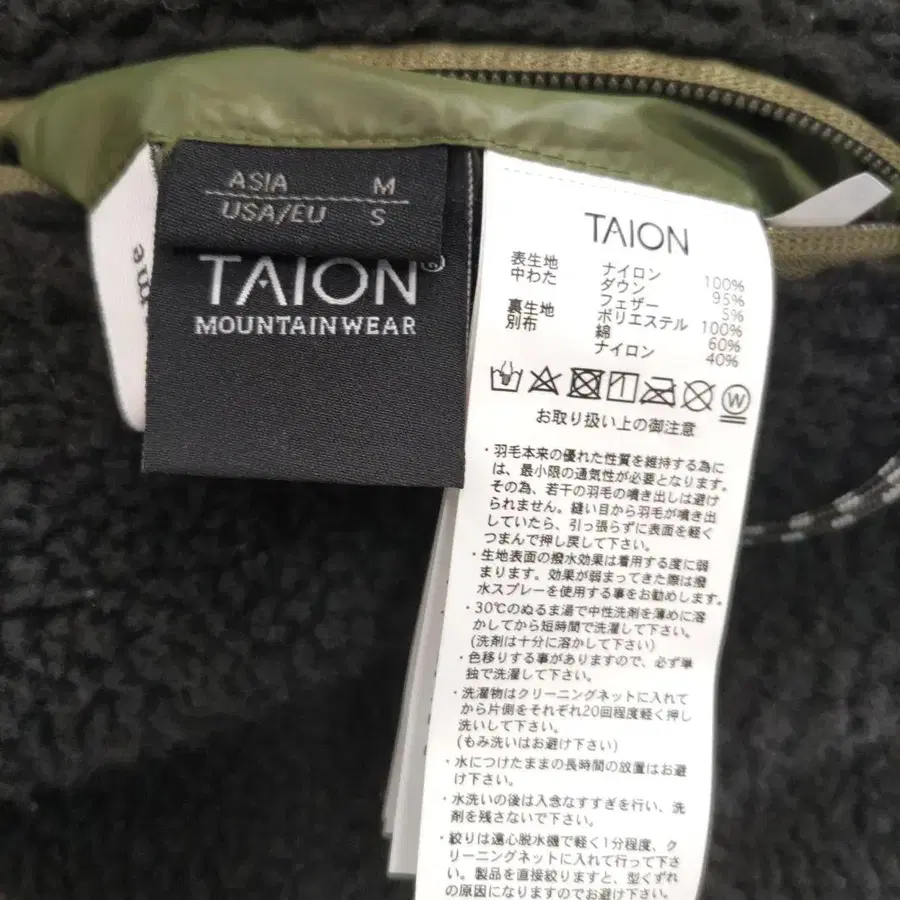 ASIA M
USA/EU S
TAION®
MOUNTAINWEAR
TAION
表生地 ナイロン 100%
中わた ダウン 95%
フェザー 5%
裏生地 ポリエステル 100%
別布 綿 60%
ナイロン 40%
W
お取り扱い上の御注意
・羽毛本来の優れた性質を維持する為に
は、最小限の通気性が必要となります。
その為、若干の羽毛の噴き出しは避け
られません。縫い目から羽毛が噴き出
していたら、引っ張らずに表面を軽く
つまんで押し戻して下さい。
・生地表面の撥水効果は着用する度に弱
まります。効果が弱まってきた際は撥
水スプレーを使用する事をお勧めします。
・30℃のぬるま湯で中性洗剤を薄めに溶
かしてから短時間で洗濯して下さい。
(洗剤は十分に溶かして下さい)
・色移りする事がありますので、必ず単
独で洗濯して下さい。
・洗濯物はクリーニングネットに入れて
から片側をそれぞれ20回程度軽く押し
洗いして下さい。
(もみ洗いはお避け下さい)
・水につけたままの長時間の放置はお避
け下さい。
・水洗いの後は入念なすすぎを行い、洗
剤を残さないで下さい。
・絞りは遠心脱水機で軽く1分程度、ク
リーニングネットに入れて行って下さ
い。製品を直接絞りますと、型くずれ
の原因になりますのでお避け下さい。